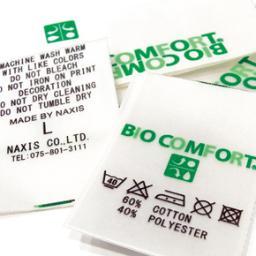 MACHINE WASH WARM
WITH LIKE COLORS
DO NOT BLEACH
DO NOT IRON ON PRINT
DECORATION
DO NOT DRY CLEANING
DO NOT TUMBLE DRY
MADE BY NAXIS
L
NAXIS CO.,LTD.
TEL:075-801-3111
BIO COMFORT.
BIO COMFORT.
40
60% COTTON
40% POLYESTER